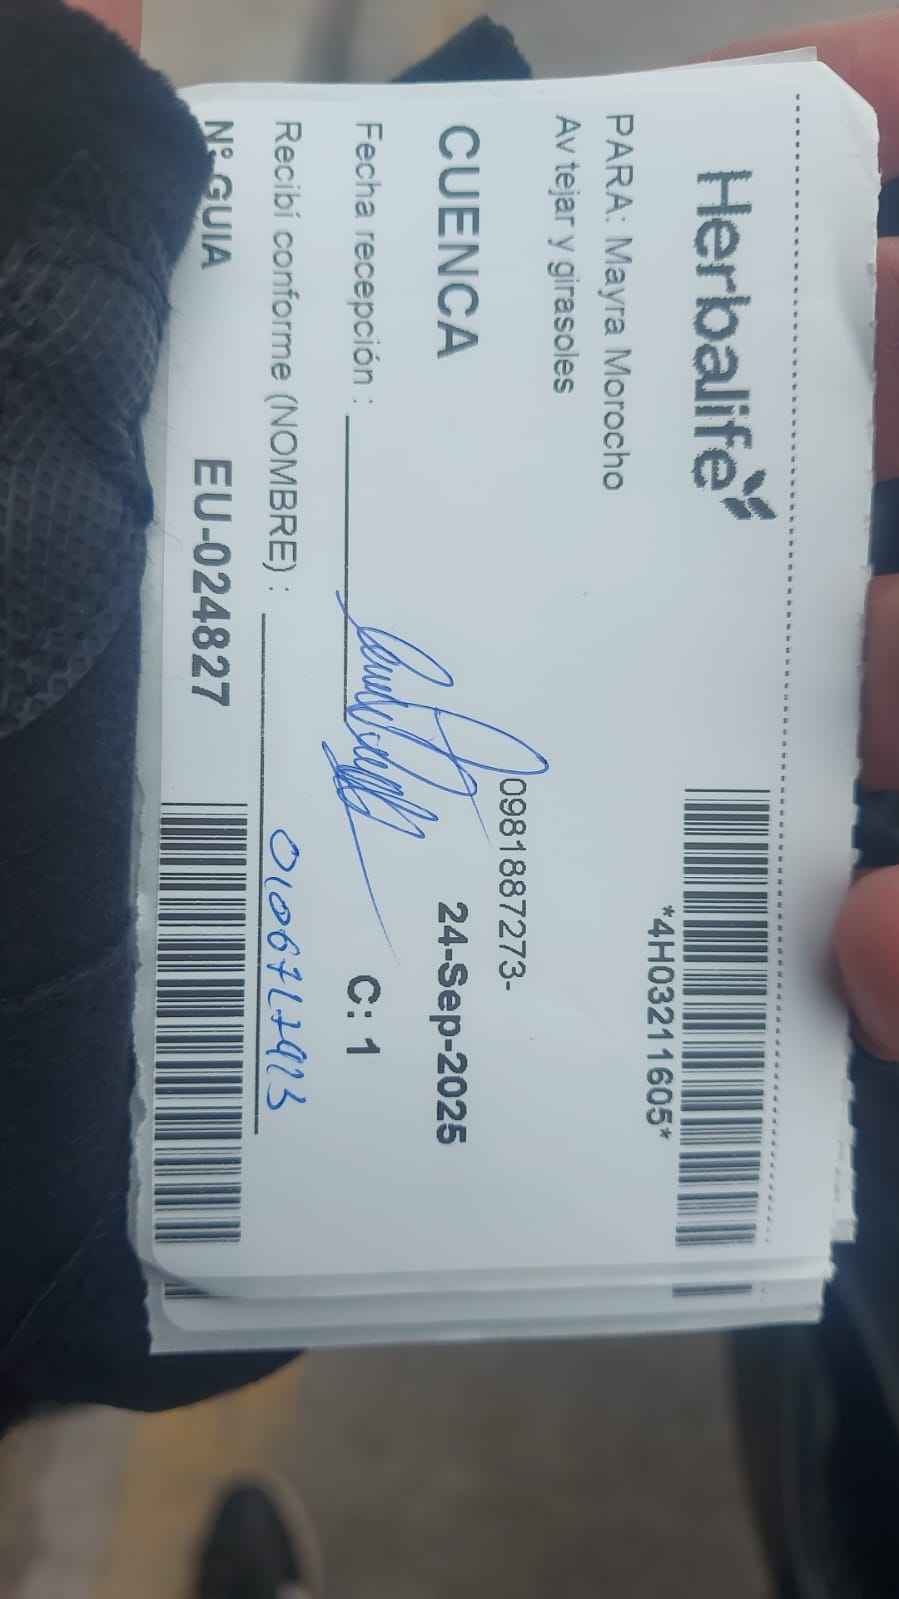 Herbalife
*4H03211605*
PARA: Mayra Morocho
Av tejar y girasoles
0981887273-
CUENCA 24-Sep-2025
Fecha recepción : C: 1
Recibí conforme (NOMBRE) :
Nº GUIA EU-024827